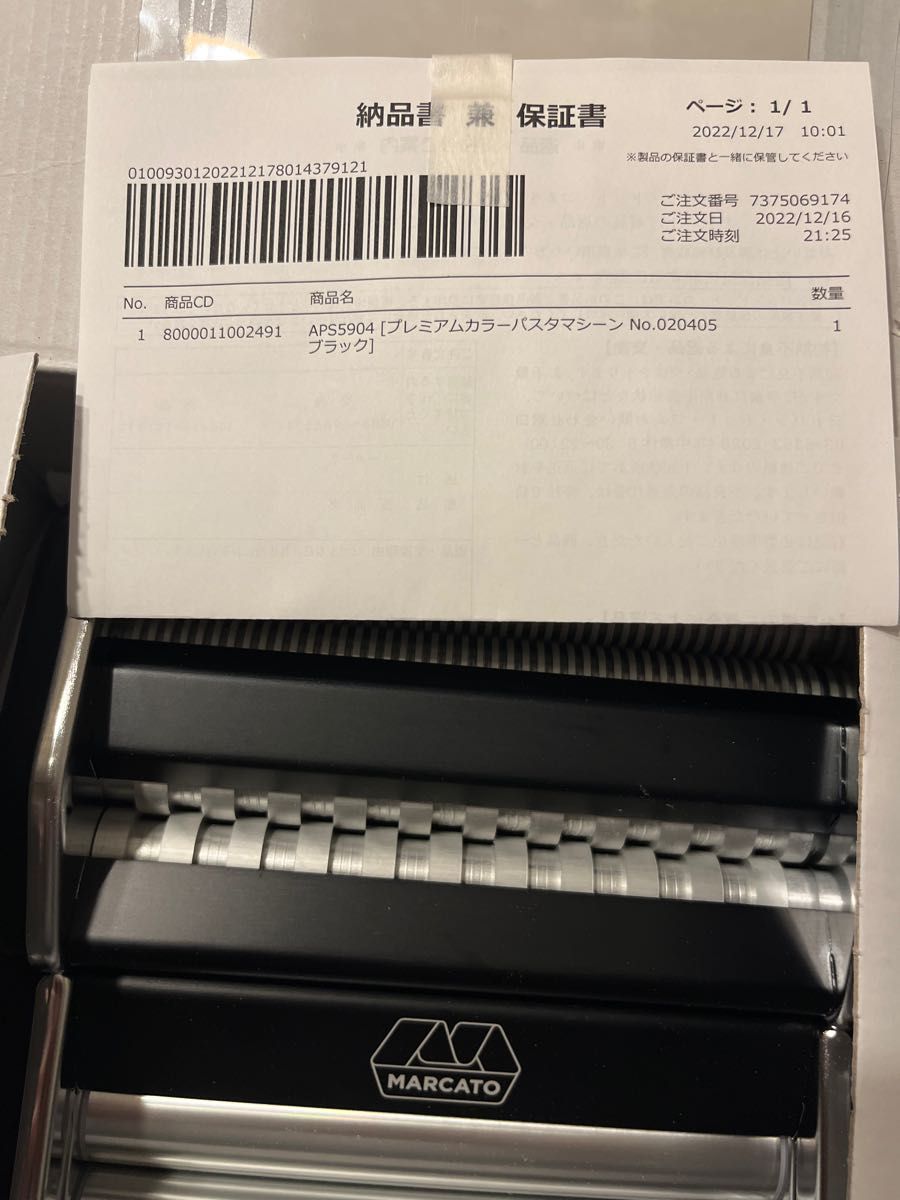 納品書 兼 保証書
ページ： 1/ 1
2022/12/17 10:01
※製品の保証書と一緒に保管してください
010093012022121780143791​21
ご注文番号 7375069174
ご注文日 2022/12/16
ご注文時刻 21:25
No. 商品CD 商品名 数量
1 8000011002491 APS5904 [プレミアムカラーパスタマシーン No.020405 1
ブラック]
MARCATO